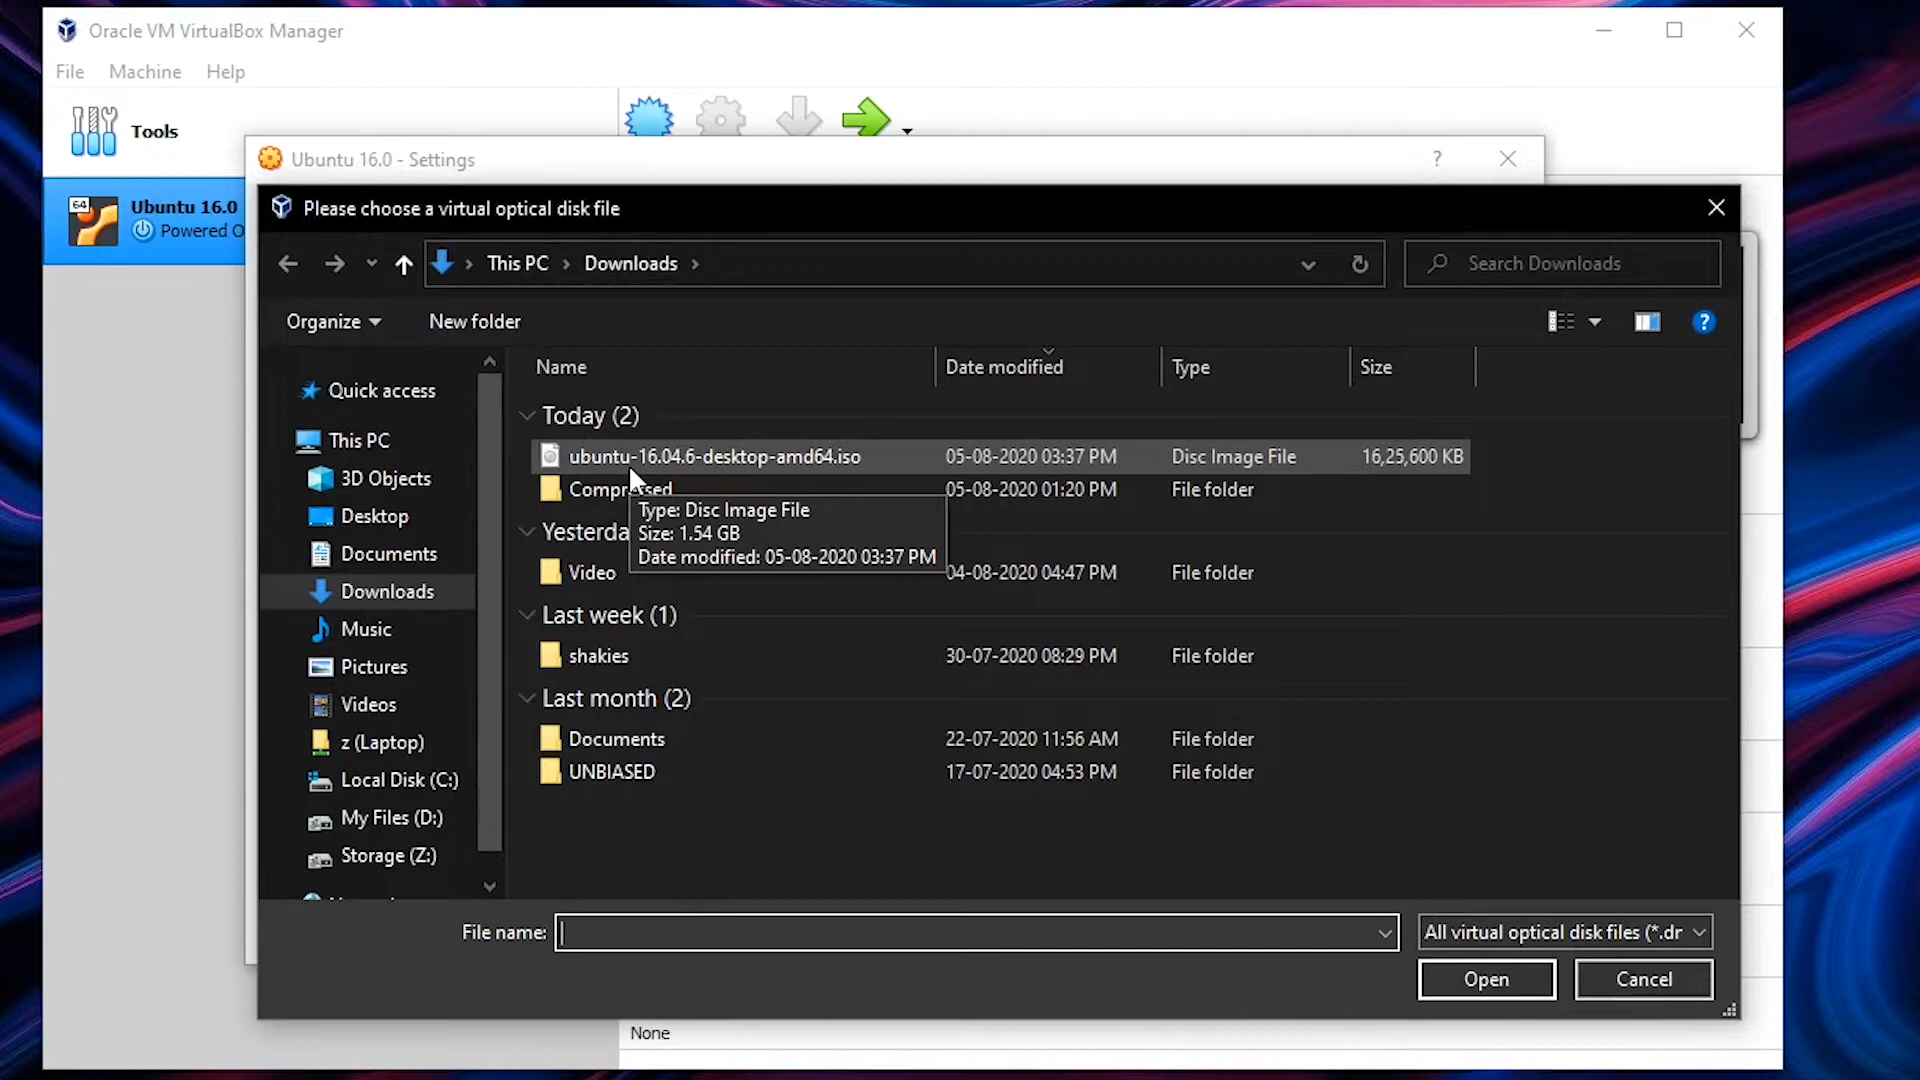 Oracle VM VirtualBox Manager
File Machine Help
Tools
Ubuntu 16.0 - Settings ?
64 Ubuntu 16.0
Powered O
Please choose a virtual optical disk file
This PC > Downloads >
Search Downloads
Organize New folder
?
Name Date modified Type Size
Quick access
This PC
3D Objects
Desktop
Documents
Downloads
Music
Pictures
Videos
z (Laptop)
Local Disk (C:)
My Files (D:)
Storage (Z:)
Today (2)
ubuntu-16.04.6-desktop-amd64.iso 05-08-2020 03:37 PM Disc Image File 16,25,600 KB
Compressed 05-08-2020 01:20 PM File folder
Type: Disc Image File
Size: 1.54 GB
Date modified: 05-08-2020 03:37 PM
Yesterda
Video 04-08-2020 04:47 PM File folder
Last week (1)
shakies 30-07-2020 08:29 PM File folder
Last month (2)
Documents 22-07-2020 11:56 AM File folder
UNBIASED 17-07-2020 04:53 PM File folder
File name:
All virtual optical disk files (*.dr
Open Cancel
None